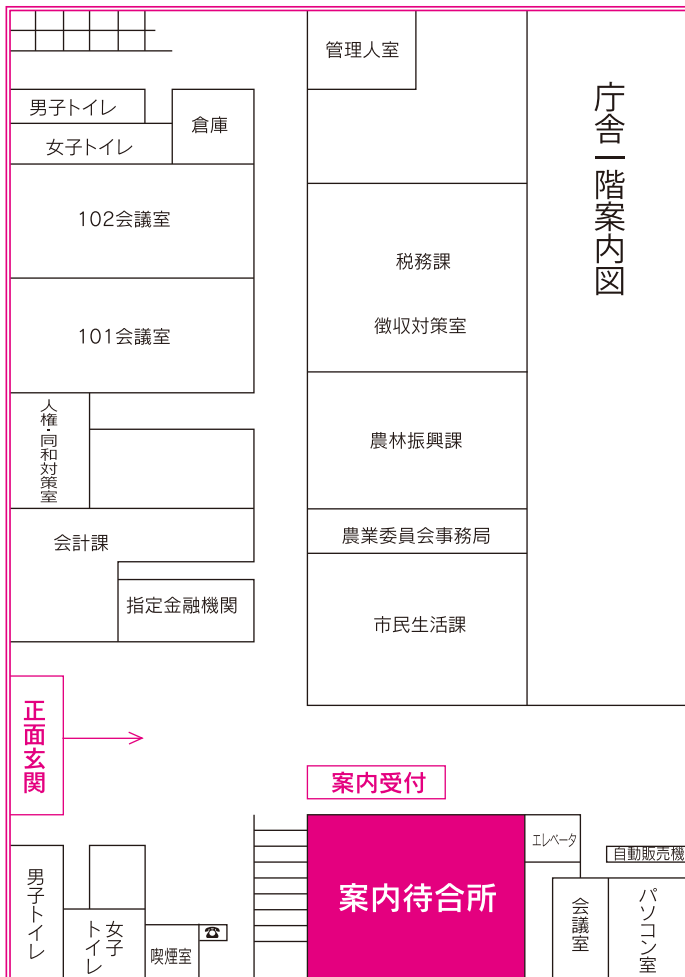 庁舎一階案内図
管理人室
男子トイレ
倉庫
女子トイレ
102会議室
税務課
徴収対策室
101会議室
人権・同和対策室
農林振興課
会計課
農業委員会事務局
指定金融機関
市民生活課
正面玄関
案内受付
案内待合所
エレベータ
自動販売機
男子トイレ
女子
トイレ
喫煙室
会議室
パソコン室